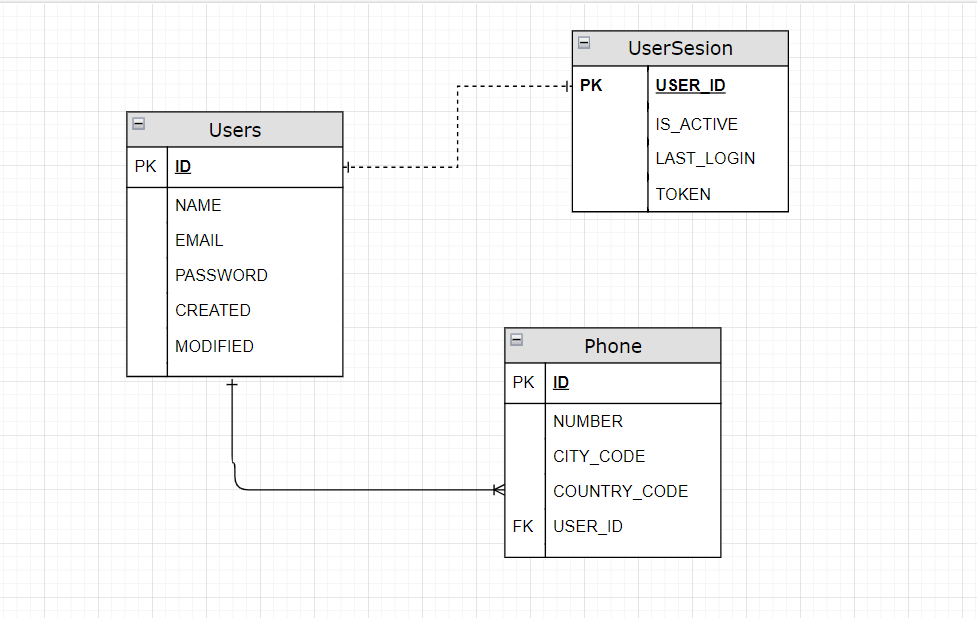 UserSesion
PK USER_ID
IS_ACTIVE
LAST_LOGIN
TOKEN
Users
PK ID
NAME
EMAIL
PASSWORD
CREATED
MODIFIED
Phone
PK ID
NUMBER
CITY_CODE
COUNTRY_CODE
FK USER_ID